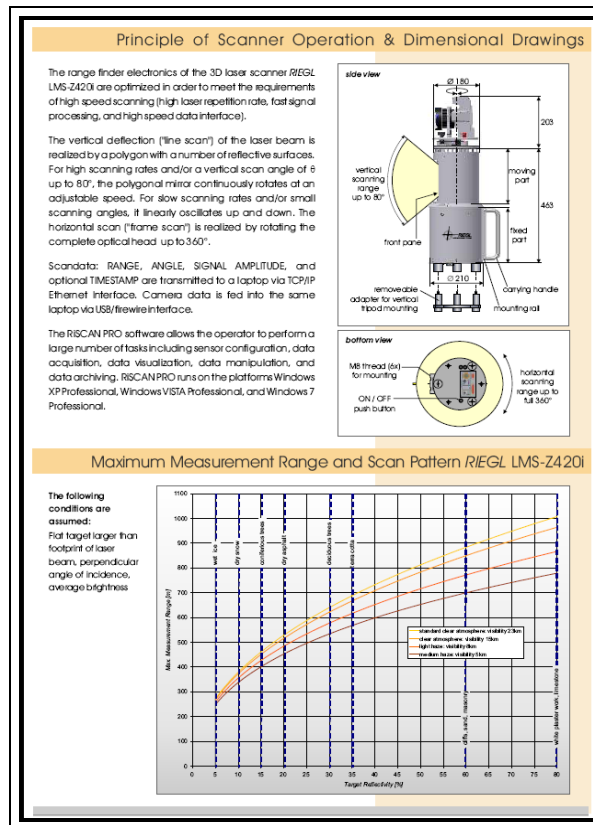 Principle of Scanner Operation & Dimensional Drawings
The range finder electronics of the 3D laser scanner RIEGL
LMS-Z420i are optimized in order to meet the requirements
of high speed scanning (high laser repetition rate, fast signal
processing, and high speed data interface).
The vertical deflection ("line scan") of the laser beam is
realized by a polygon with a number of reflective surfaces.
For high scanning rates and/or a vertical scan angle of θ
up to 80°, the polygonal mirror continuously rotates at an
adjustable speed. For slow scanning rates and/or small
scanning angles, it linearly oscillates up and down. The
horizontal scan ("frame scan") is realized by rotating the
complete optical head up to 360°.
Scandata: RANGE, ANGLE, SIGNAL AMPLITUDE, and
optional TIMESTAMP are transmitted to a laptop via TCP/IP
Ethernet Interface. Camera data is fed into the same
laptop via USB/firewire interface.
The RiSCAN PRO software allows the operator to perform a
large number of tasks including sensor configuration, data
acquisition, data visualization, data manipulation, and
data archiving. RiSCAN PRO runs on the platforms Windows
XP Professional, Windows VISTA Professional, and Windows 7
Professional.
side view
Ø 180
203
vertical
scanning
range
up to 80°
moving
part
463
front pane
fixed
part
RIEGL
Ø 210
removeable
adapter for vertical
tripod mounting
carrying handle
mounting rail
bottom view
M8 thread (6x)
for mounting
ON / OFF
push button
horizontal
scanning
range up to
full 360°
Maximum Measurement Range and Scan Pattern RIEGL LMS-Z420i
The following
conditions are
assumed:
Flat target larger than
footprint of laser
beam, perpendicular
angle of incidence,
average brightness
Max. Measurement Range [m]
1100
1000
900
800
700
600
500
400
300
200
100
0
wet ice
dry snow
coniferous trees
dry asphalt
deciduous trees
terra cotta
cliffs, sand, masonry
white plaster work, limestone
standard clear atmosphere: visibility 23km
clear atmosphere: visibility 15km
light haze: visibility 8km
medium haze: visibility 5km
0 5 10 15 20 25 30 35 40 45 50 55 60 65 70 75 80
Target Reflectivity [%]